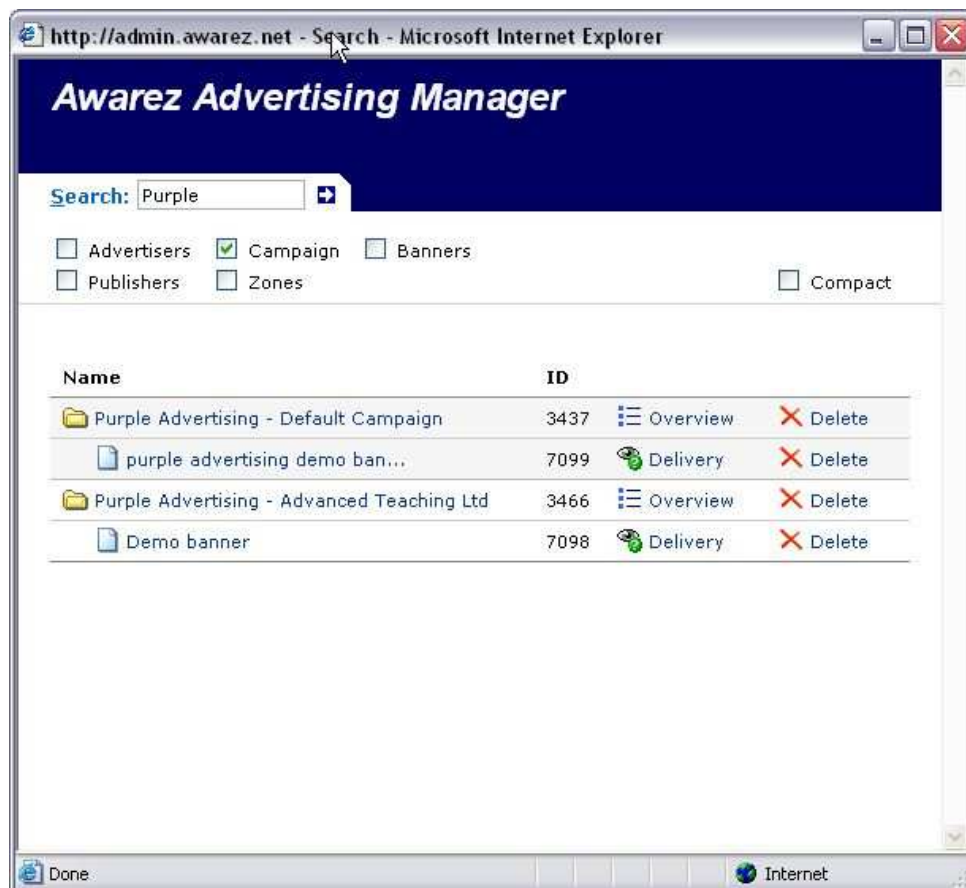 http://admin.awarez.net - Search - Microsoft Internet Explorer
Awarez Advertising Manager
Search: Purple
Advertisers Campaign Banners
Publishers Zones Compact
Name ID
Purple Advertising - Default Campaign 3437 Overview Delete
purple advertising demo ban... 7099 Delivery Delete
Purple Advertising - Advanced Teaching Ltd 3466 Overview Delete
Demo banner 7098 Delivery Delete
Done Internet